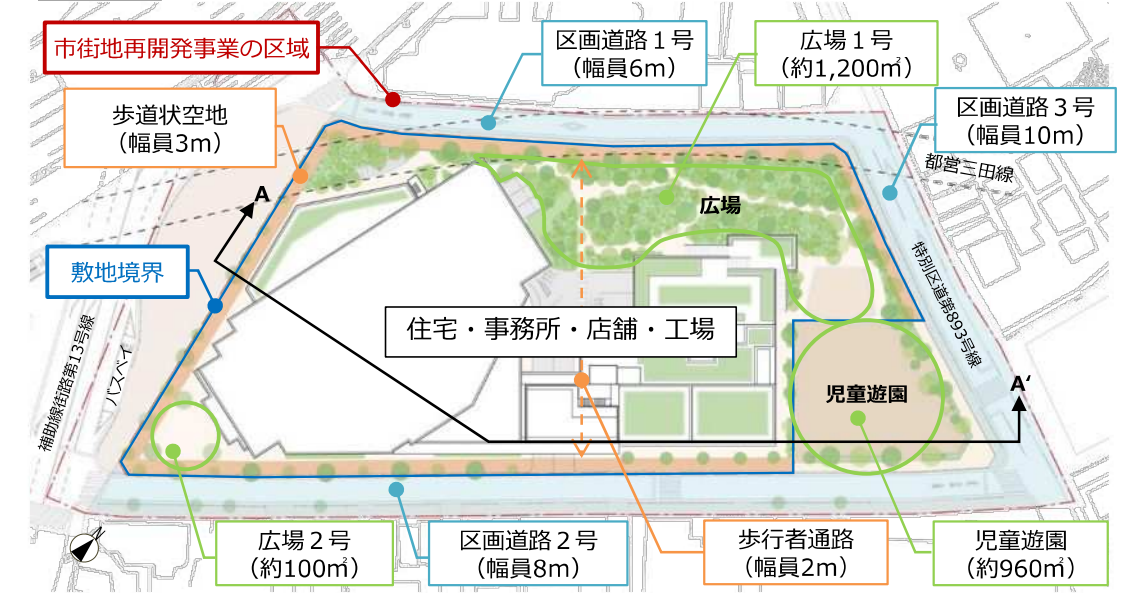 市街地再開発事業の区域
区画道路１号
（幅員6m）
広場１号
（約1,200㎡）
歩道状空地
（幅員3m）
区画道路３号
（幅員10m）
都営三田線
A
広場
敷地境界
特別区道第893号線
住宅・事務所・店舗・工場
補助線街路第13号線
バスベイ
児童遊園
A‘
N
広場２号
（約100㎡）
区画道路２号
（幅員8m）
歩行者通路
（幅員2m）
児童遊園
（約960㎡）